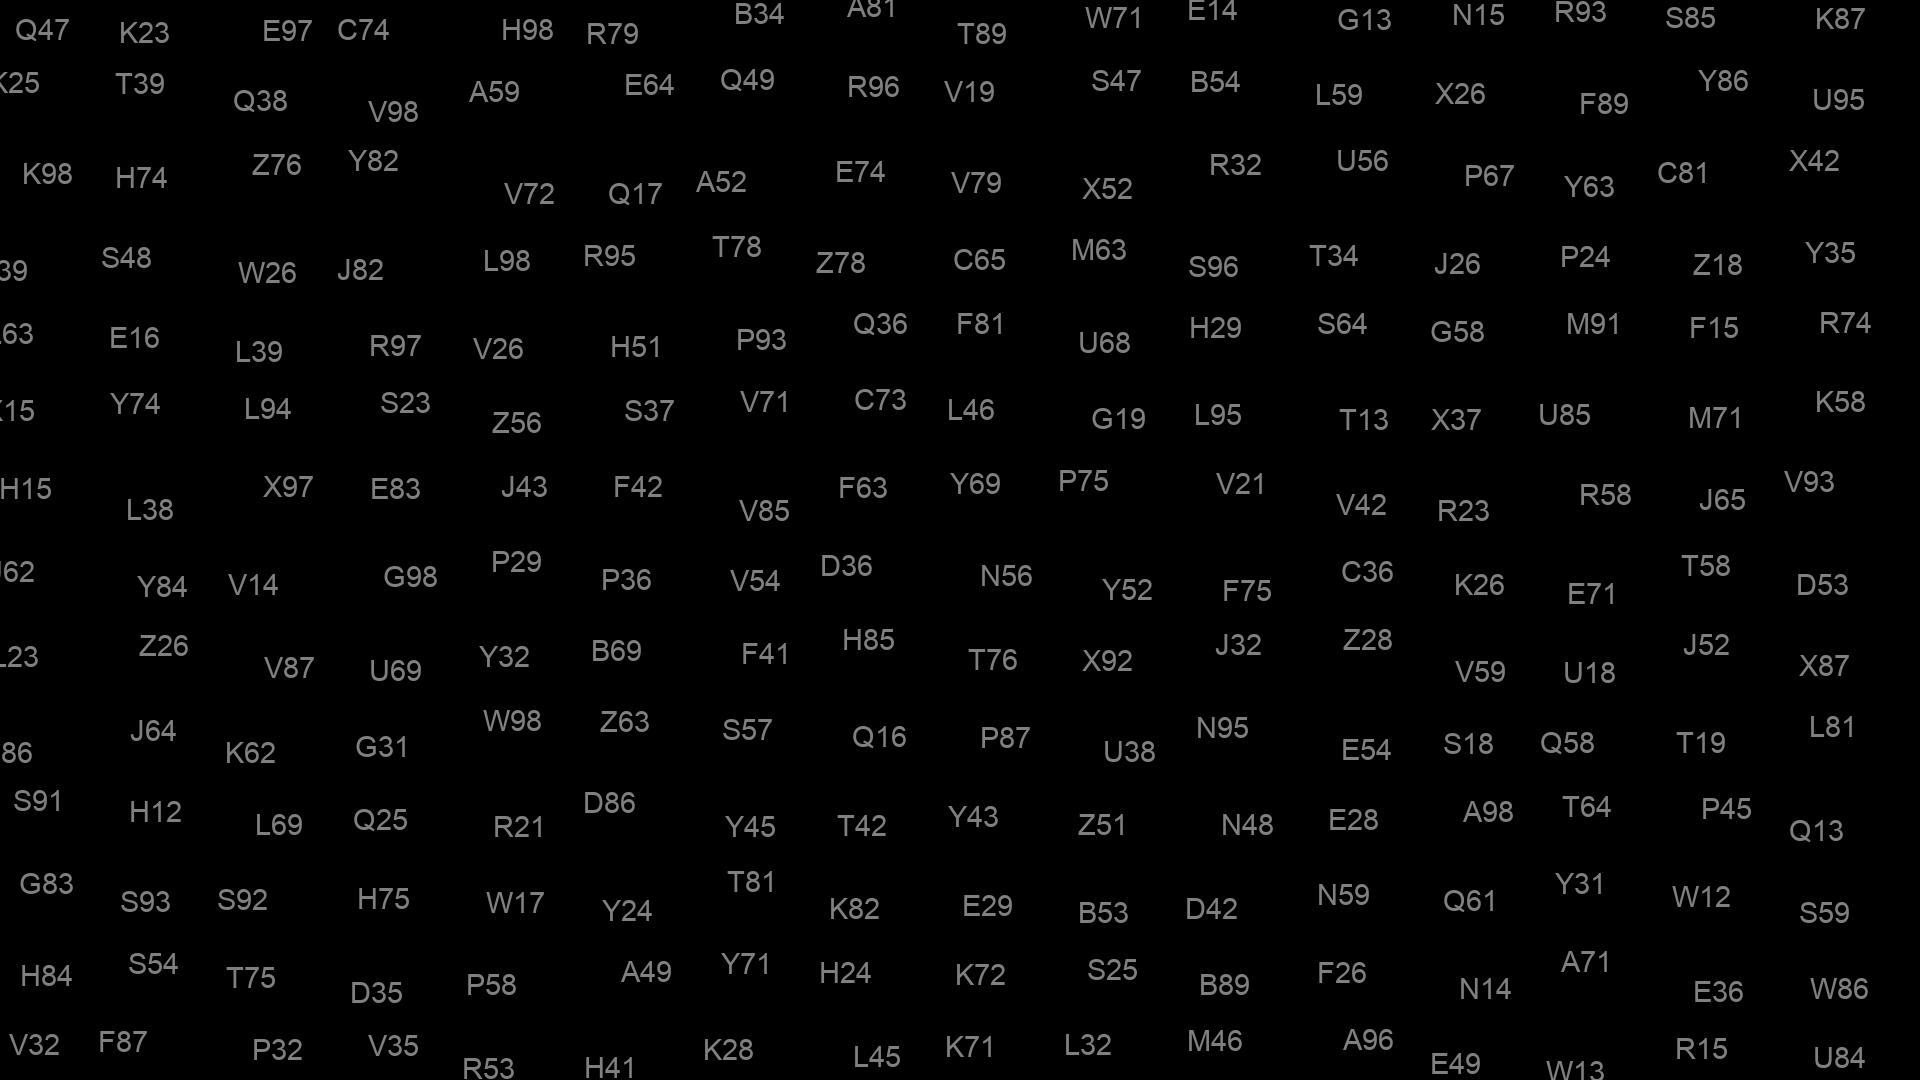 Q47 K23 E97 C74 H98 R79 B34 A81 T89 W71 E14 G13 N15 R93 S85 K87
K25 T39 Q38 V98 A59 E64 Q49 R96 V19 S47 B54 L59 X26 F89 Y86 U95
K98 H74 Z76 Y82 V72 Q17 A52 E74 V79 X52 R32 U56 P67 Y63 C81 X42
39 S48 W26 J82 L98 R95 T78 Z78 C65 M63 S96 T34 J26 P24 Z18 Y35
63 E16 L39 R97 V26 H51 P93 Q36 F81 U68 H29 S64 G58 M91 F15 R74
15 Y74 L94 S23 Z56 S37 V71 C73 L46 G19 L95 T13 X37 U85 M71 K58
H15 L38 X97 E83 J43 F42 V85 F63 Y69 P75 V21 V42 R23 R58 J65 V93
62 Y84 V14 G98 P29 P36 V54 D36 N56 Y52 F75 C36 K26 E71 T58 D53
L23 Z26 V87 U69 Y32 B69 F41 H85 T76 X92 J32 Z28 V59 U18 J52 X87
86 J64 K62 G31 W98 Z63 S57 Q16 P87 U38 N95 E54 S18 Q58 T19 L81
S91 H12 L69 Q25 R21 D86 Y45 T42 Y43 Z51 N48 E28 A98 T64 P45 Q13
G83 S93 S92 H75 W17 Y24 T81 K82 E29 B53 D42 N59 Q61 Y31 W12 S59
H84 S54 T75 D35 P58 A49 Y71 H24 K72 S25 B89 F26 N14 A71 E36 W86
V32 F87 P32 V35 R53 H41 K28 L45 K71 L32 M46 A96 E49 W13 R15 U84